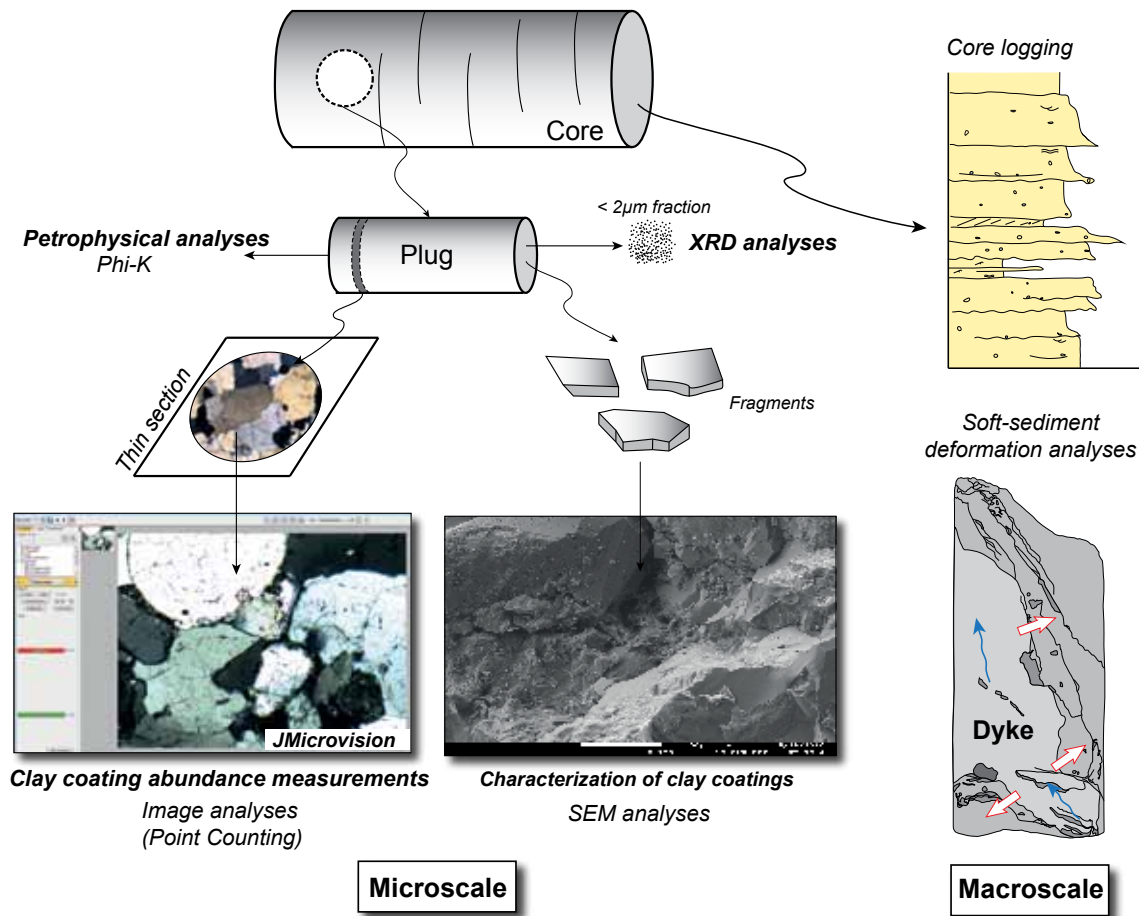 Core logging
Core
< 2µm fraction
Petrophysical analyses
Phi-K
Plug
XRD analyses
Thin section
Fragments
Soft-sediment
deformation analyses
JMicrovision
Dyke
Clay coating abundance measurements
Image analyses
(Point Counting)
Characterization of clay coatings
SEM analyses
Microscale
Macroscale